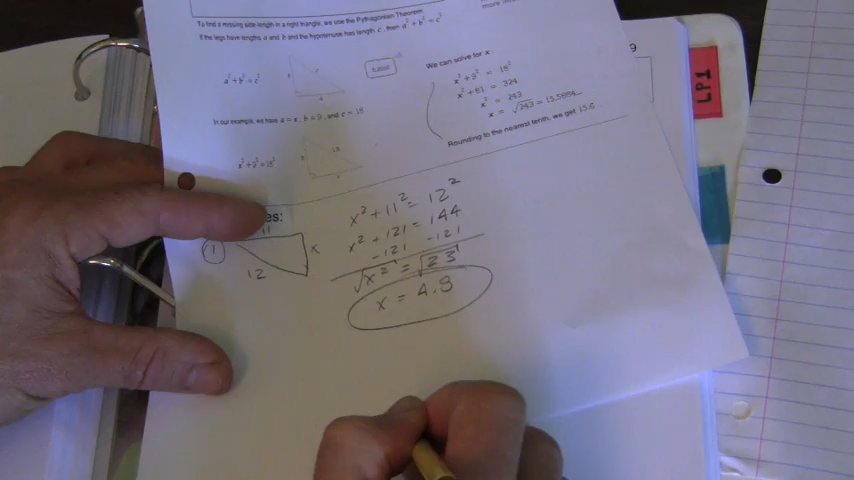 To find a missing side length in a right triangle, we use the Pythagorean Theorem
If the legs have lengths a and b and the hypotenuse has length c, then a² + b² = c²
a² + b² = c²
c
a
We can solve for x
x² + 9² = 18²
x² + 81 = 324
x² = 243
x = √243 = 15.5884...
Rounding to the nearest tenth, we get 15.6
In our example, we have a = x, b = 9, and c = 18
x² + 9² = 18²
18
x
9
LP1
es:
1
11
x
12
x² + 11² = 12²
x² + 121 = 144
-121 -121
√x² = √23
x = 4.8